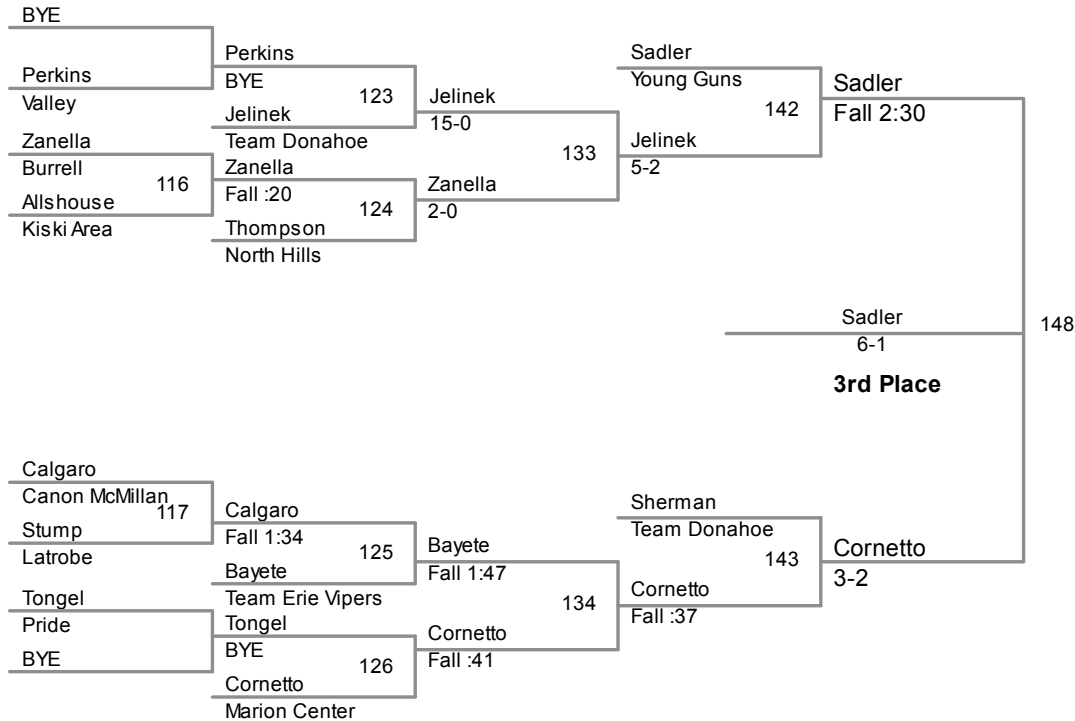 BYE
Perkins
Perkins
BYE
Valley
123
Jelinek
Team Donahoe
Jelinek
15-0
Zanella
Burrell
116
Allshouse
Kiski Area
Zanella
Fall :20
124
Thompson
North Hills
Zanella
2-0
133
Sadler
Young Guns
142
Jelinek
5-2
Sadler
Fall 2:30
Sadler
6-1
148
3rd Place
Calgaro
Canon McMillan
117
Stump
Latrobe
Calgaro
Fall 1:34
125
Bayete
Team Erie Vipers
Bayete
Fall 1:47
Tongel
Pride
BYE
Tongel
BYE
126
Cornetto
Marion Center
Cornetto
Fall :41
134
Sherman
Team Donahoe
143
Cornetto
Fall :37
Cornetto
3-2